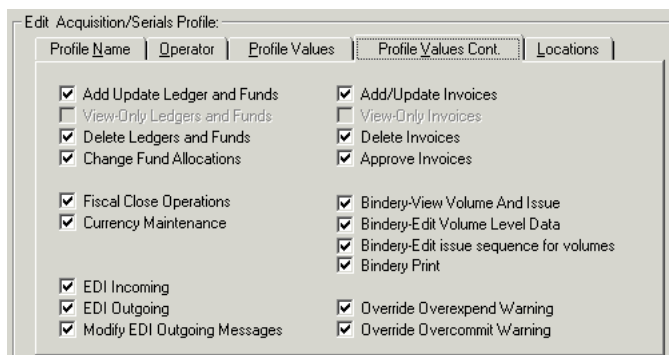 Edit Acquisition/Serials Profile:
Profile Name Operator Profile Values Profile Values Cont. Locations
Add Update Ledger and Funds
View-Only Ledgers and Funds
Delete Ledgers and Funds
Change Fund Allocations
Fiscal Close Operations
Currency Maintenance
EDI Incoming
EDI Outgoing
Modify EDI Outgoing Messages
Add/Update Invoices
View-Only Invoices
Delete Invoices
Approve Invoices
Bindery-View Volume And Issue
Bindery-Edit Volume Level Data
Bindery-Edit issue sequence for volumes
Bindery Print
Override Overexpend Warning
Override Overcommit Warning